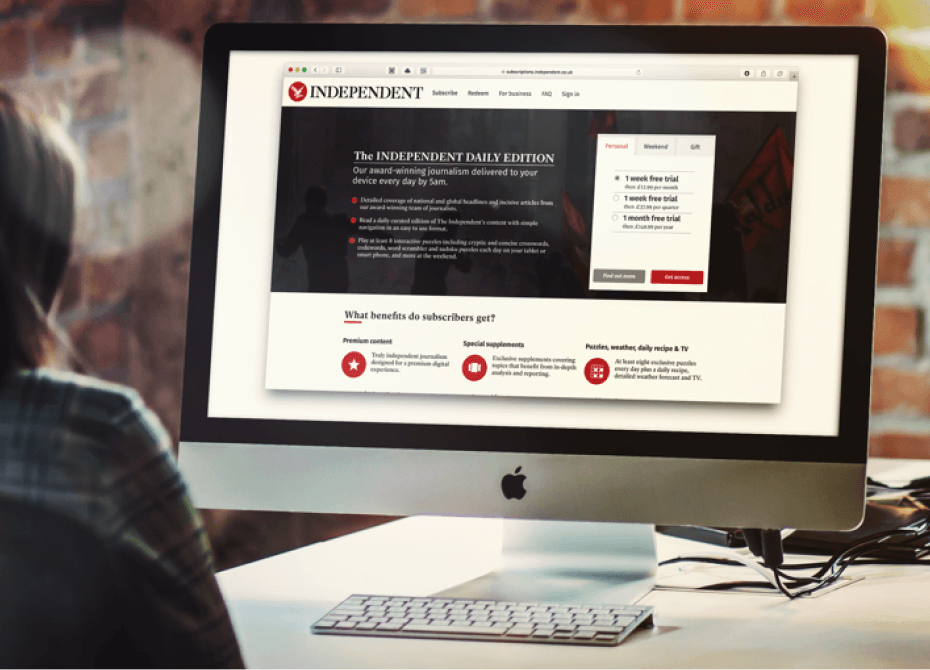 subscriptions.independent.co.uk
INDEPENDENT
Subscribe Redeem For business FAQ Sign in
The INDEPENDENT DAILY EDITION
Our award-winning journalism delivered to your
device every day by 5am.
Detailed coverage of national and global headlines and incisive articles from
our award-winning team of journalists.
Read a daily curated edition of The Independent's content with simple
navigation in an easy to use format.
Play at least 8 interactive puzzles including cryptic and concise crosswords,
codewords, word scrambler and sudoku puzzles each day on your tablet or
smart phone, and more at the weekend.
Personal Weekend Gift
1 week free trial
then £12.99 per month
1 week free trial
then £37.99 per quarter
1 month free trial
per year
Find out more Get access
What benefits do subscribers get?
Premium content
Truly independent journalism
designed for a premium digital
experience.
Special supplements
Exclusive supplements covering
topics that benefit from in-depth
analysis and reporting.
Puzzles, weather, daily recipe & TV
At least eight exclusive puzzles
every day plus a daily recipe,
detailed weather forecast and TV.